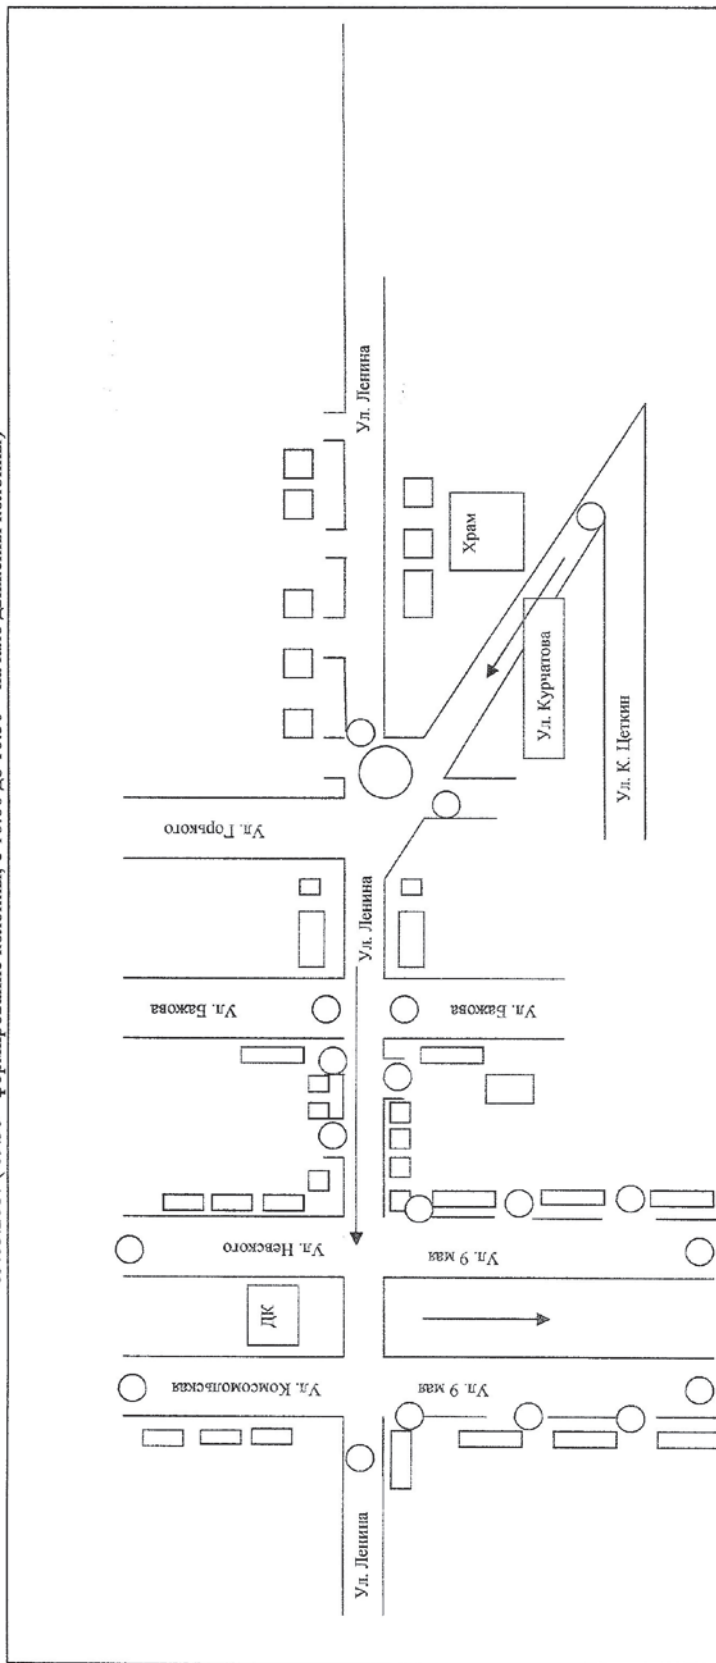 Ул. Ленина
Храм
Ул. Курчатова
Ул. К. Цеткин
Ул. Горького
Ул. Ленина
Ул. Бажова
Ул. Бажова
Ул. Невского
Ул. 9 мая
ДК
Ул. Комсомольская
Ул. 9 мая
Ул. Ленина